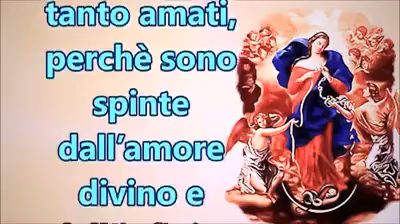 tanto amati,
perchè sono
spinte
dall'amore
divino e